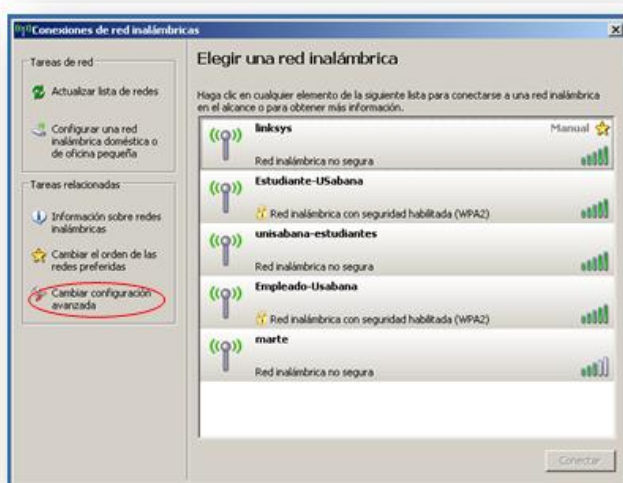 Conexiones de red inalámbricas
Tareas de red
Actualizar lista de redes
Configurar una red
inalámbrica doméstica o
de oficina pequeña
Tareas relacionadas
Información sobre redes
inalámbricas
Cambiar el orden de las
redes preferidas
Cambiar configuración
avanzada
Elegir una red inalámbrica
Haga clic en cualquier elemento de la siguiente lista para conectarse a una red inalámbrica
en el alcance o para obtener más información.
linksys Manual
Red inalámbrica no segura
Estudiante-USabana
Red inalámbrica con seguridad habilitada (WPA2)
unisabana-estudiantes
Red inalámbrica no segura
Empleado-Usabana
Red inalámbrica con seguridad habilitada (WPA2)
marte
Red inalámbrica no segura
Conectar